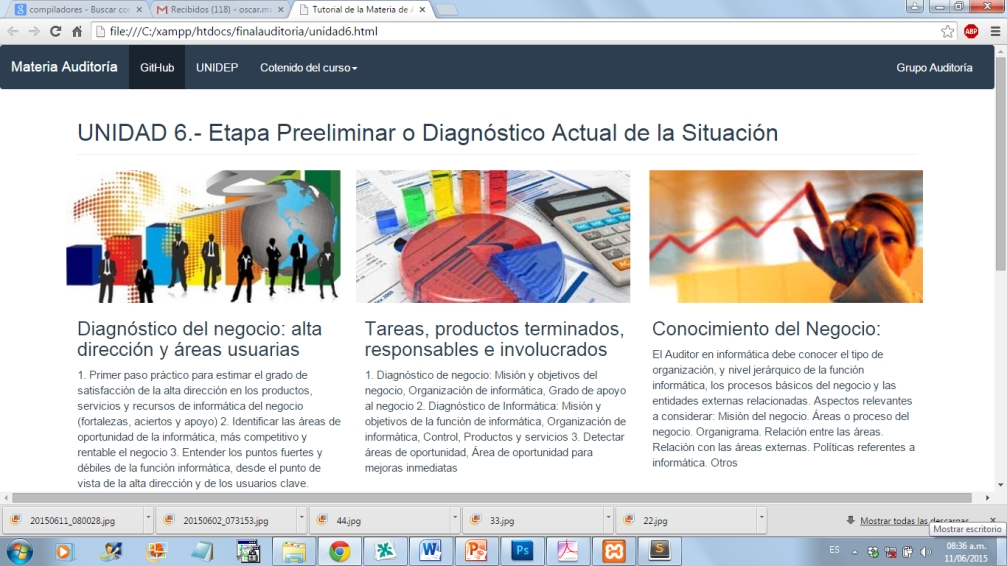 compiladores - Buscar co
Recibidos (118) - oscar.m
Tutorial de la Materia de
file:///C:/xampp/htdocs/finalauditoria/unidad6.html
ABP
Materia Auditoría
GitHub
UNIDEP
Cotenido del curso
Grupo Auditoría
UNIDAD 6.- Etapa Preeliminar o Diagnóstico Actual de la Situación
Diagnóstico del negocio: alta
dirección y áreas usuarias
1. Primer paso práctico para estimar el grado de
satisfacción de la alta dirección en los productos,
servicios y recursos de informática del negocio
(fortalezas, aciertos y apoyo) 2. Identificar las áreas de
oportunidad de la informática, más competitivo y
rentable el negocio 3. Entender los puntos fuertes y
débiles de la función informática, desde el punto de
vista de la alta dirección y de los usuarios clave.
Tareas, productos terminados,
responsables e involucrados
1. Diagnóstico de negocio: Misión y objetivos del
negocio, Organización de informática, Grado de apoyo
al negocio 2. Diagnóstico de Informática: Misión y
objetivos de la función de informática, Organización de
informática, Control, Productos y servicios 3. Detectar
áreas de oportunidad, Área de oportunidad para
mejoras inmediatas
Conocimiento del Negocio:
El Auditor en informática debe conocer el tipo de
organización, y nivel jerárquico de la función
informática, los procesos básicos del negocio y las
entidades externas relacionadas. Aspectos relevantes
a considerar: Misión del negocio. Áreas o proceso del
negocio. Organigrama. Relación entre las áreas.
Relación con las áreas externas. Políticas referentes a
informática. Otros
20150611_080028.jpg
20150602_073153.jpg
44.jpg
33.jpg
22.jpg
Mostrar todas las descargas...
Mostrar escritorio
ES
08:36 a.m.
11/06/2015